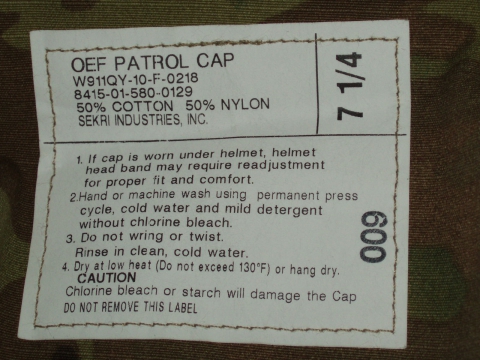 OEF PATROL CAP
W911QY-10-F-0218
8415-01-580-0129
50% COTTON 50% NYLON
SEKRI INDUSTRIES, INC.
7 1/4
1. If cap is worn under helmet, helmet
head band may require readjustment
for proper fit and comfort.
2.Hand or machine wash using permanent press
cycle, cold water and mild detergent
without chlorine bleach.
3. Do not wring or twist.
Rinse in clean, cold water.
4. Dry at low heat (Do not exceed 130°F) or hang dry.
CAUTION
Chlorine bleach or starch will damage the Cap
DO NOT REMOVE THIS LABEL
009